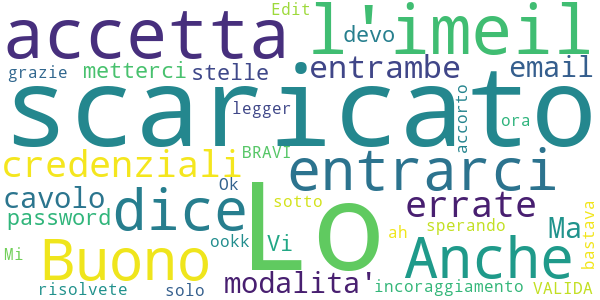 Edit
accetta
l'imeil
devo
grazie
metterci
stelle
entrambe
email
scaricato
legger
accorto
ora
BRAVI
credenziali
entrarci
Ok
cavolo
dice
Lo
sotto
errate
password
ookk
Vi
ah
sperando
Ma
bastava
Mi
Buono
Anche
modalita'
incoraggiamento
VALIDA
risolvete
solo